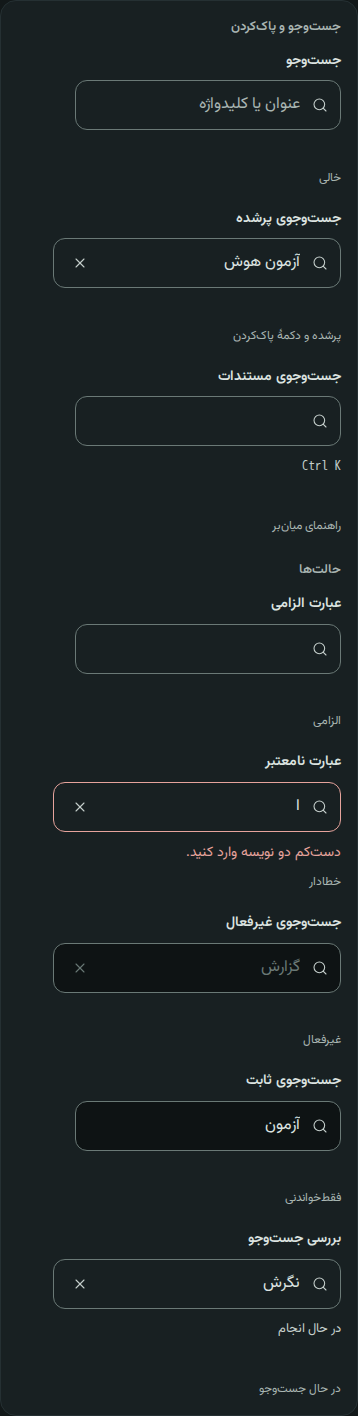 جست‌وجو و پاک‌کردن
جست‌وجو
عنوان یا کلیدواژه
خالی
جست‌وجوی پرشده
آزمون هوش
پرشده و دکمهٔ پاک‌کردن
جست‌وجوی مستندات
Ctrl K
راهنمای میان‌بر
حالت‌ها
عبارت الزامی
الزامی
عبارت نامعتبر
ا
دست‌کم دو نویسه وارد کنید.
خطادار
جست‌وجوی غیرفعال
گزارش
غیرفعال
جست‌وجوی ثابت
آزمون
فقط‌خواندنی
بررسی جست‌وجو
نگرش
در حال انجام
در حال جست‌وجو